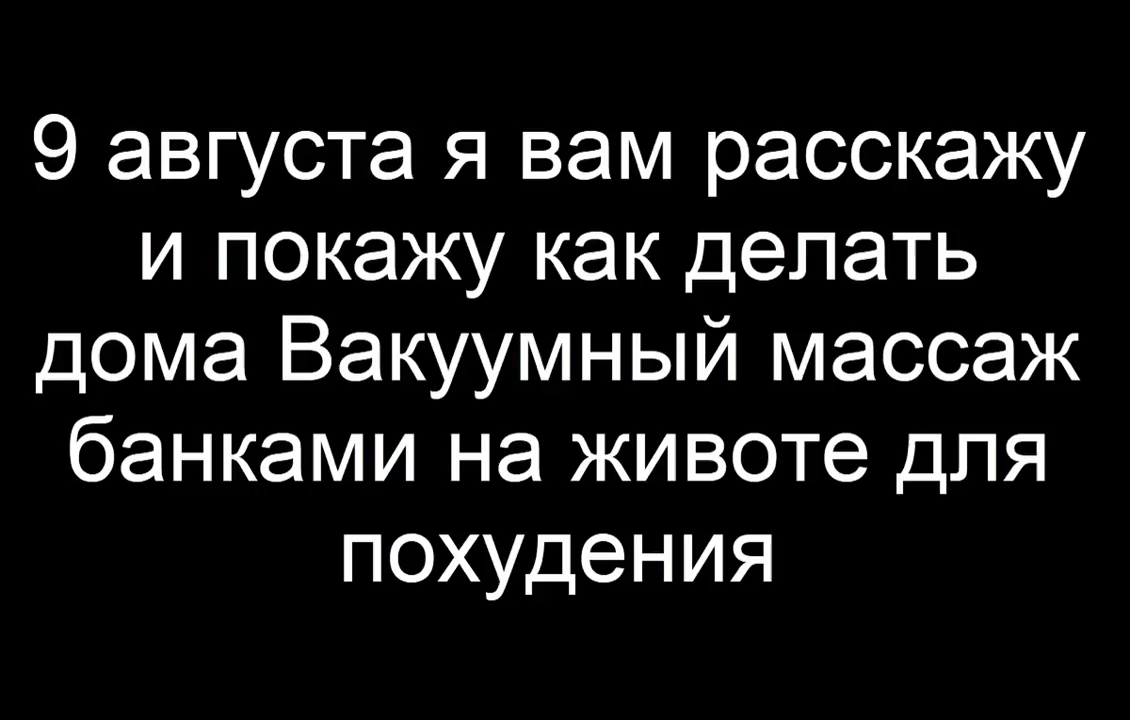 9 августа я вам расскажу
и покажу как делать
дома Вакуумный массаж
банками на животе для
похудения